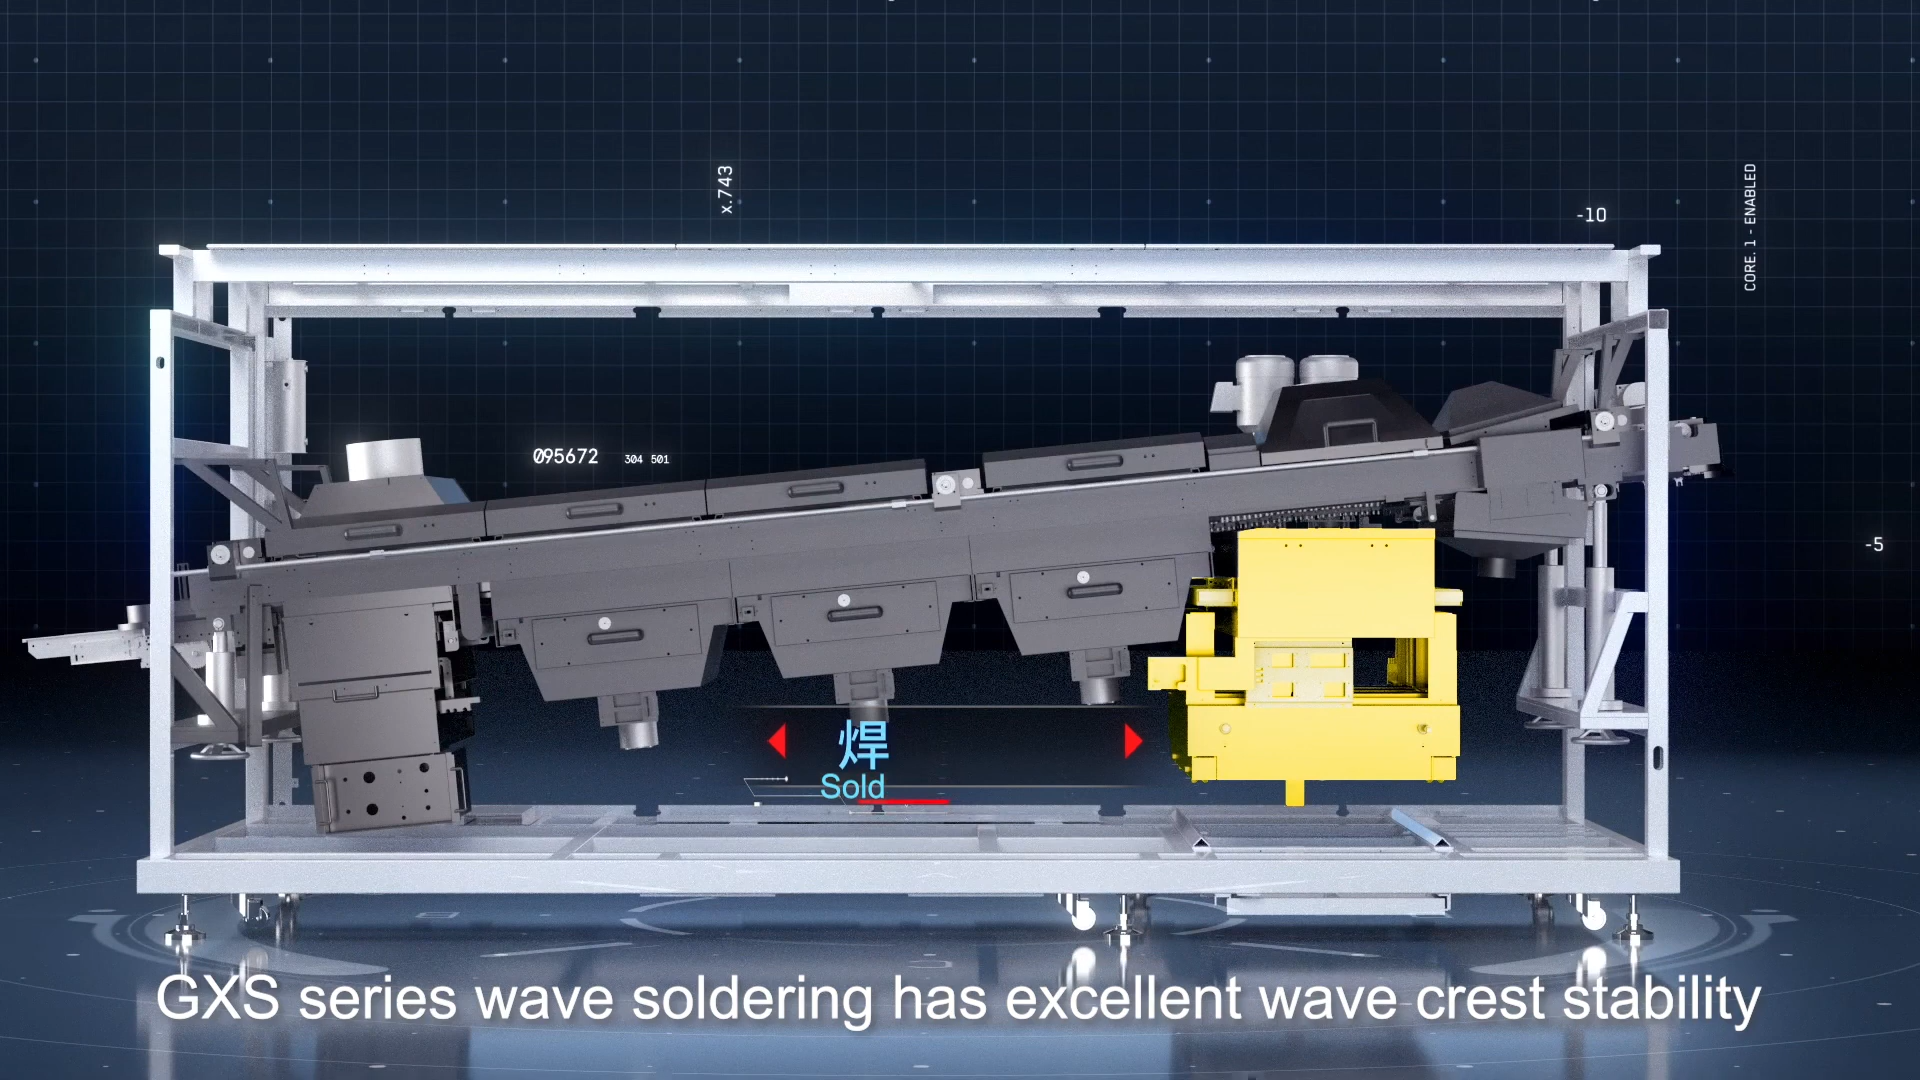 x.743
-10
CORE.1 - ENABLED
095672 304 501
-5
焊
Sold
GXS series wave soldering has excellent wave crest stability